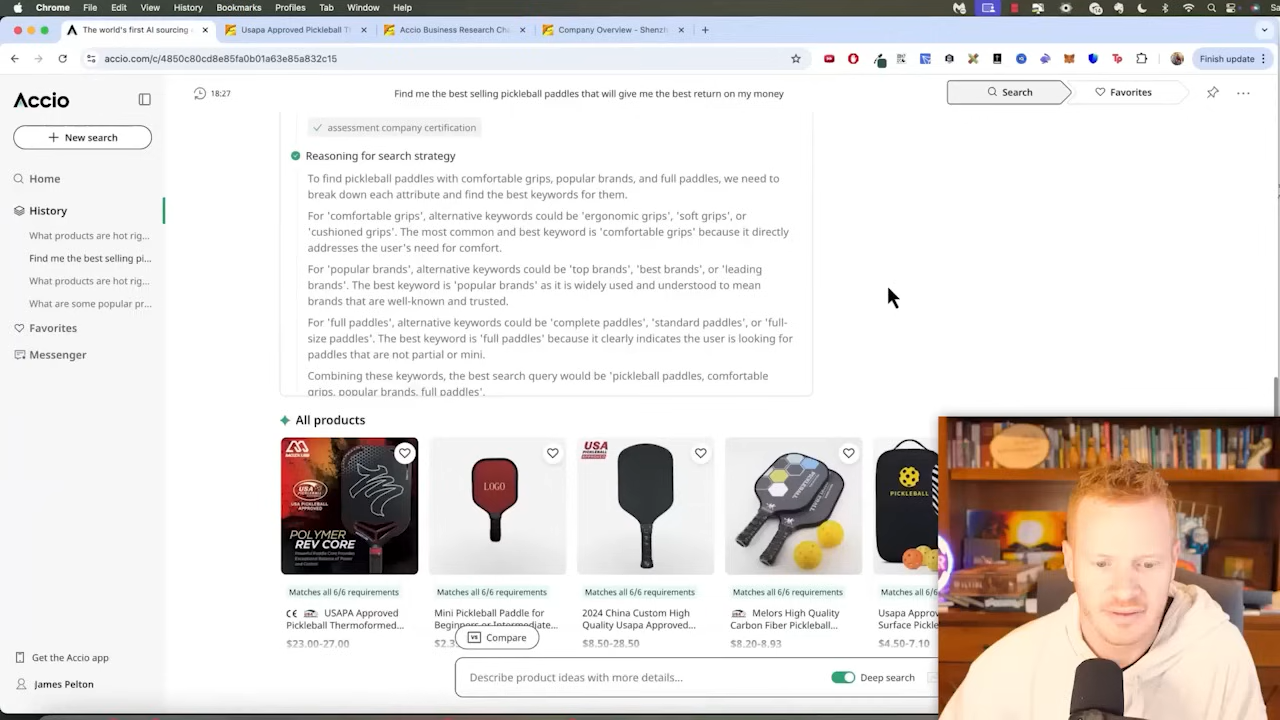 Chrome File Edit View History Bookmarks Profiles Tab Window Help
The world's first AI sourcing
Usapa Approved Pickleball T
Accio Business Research Ch
Company Overview - Shenzh
accio.com/c/4850c80cd8e85fa0b01a63e85a832c15
Finish update
Accio
18:27
Find me the best selling pickleball paddles that will give me the best return on my money
Search
Favorites
New search
Home
History
What products are hot rig...
Find me the best selling pi...
What products are hot rig...
What are some popular pr...
Favorites
Messenger
Get the Accio app
James Pelton
assessment company certification
Reasoning for search strategy
To find pickleball paddles with comfortable grips, popular brands, and full paddles, we need to
break down each attribute and find the best keywords for them.
For 'comfortable grips', alternative keywords could be 'ergonomic grips', 'soft grips', or
'cushioned grips'. The most common and best keyword is 'comfortable grips' because it directly
addresses the user's need for comfort.
For 'popular brands', alternative keywords could be 'top brands', 'best brands', or 'leading
brands'. The best keyword is 'popular brands' as it is widely used and understood to mean
brands that are well-known and trusted.
For 'full paddles', alternative keywords could be 'complete paddles', 'standard paddles', or 'full-
size paddles'. The best keyword is 'full paddles' because it clearly indicates the user is looking for
paddles that are not partial or mini.
Combining these keywords, the best search query would be 'pickleball paddles, comfortable
grips, popular brands, full paddles'.
All products
USA PICKLEBALL
APPROVED
POLYMER
REV CORE
LOGO
USA
PICKLEBALL
Matches all 6/6 requirements
USAPA Approved
Pickleball Thermoformed...
$23.00-27.00
Matches all 6/6 requirements
Mini Pickleball Paddle for
Beginners or Intermediate...
Matches all 6/6 requirements
2024 China Custom High
Quality Usapa Approved...
$8.50-28.50
Matches all 6/6 requirements
Melors High Quality
Carbon Fiber Pickleball...
$8.20-8.93
Matches all 6/6
Usapa Appro
Surface Pickle
$4.50-7.10
Compare
Describe product ideas with more details...
Deep search